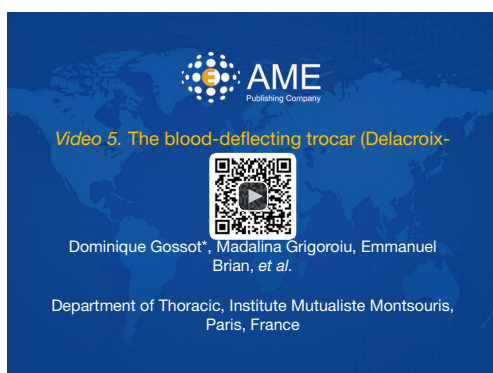 E
AME
Publishing Company
Video 5. The blood-deflecting trocar (Delacroix-
Dominique Gossot*, Madalina Grigoroiu, Emmanuel
Brian, et al.
Department of Thoracic, Institute Mutualiste Montsouris,
Paris, France